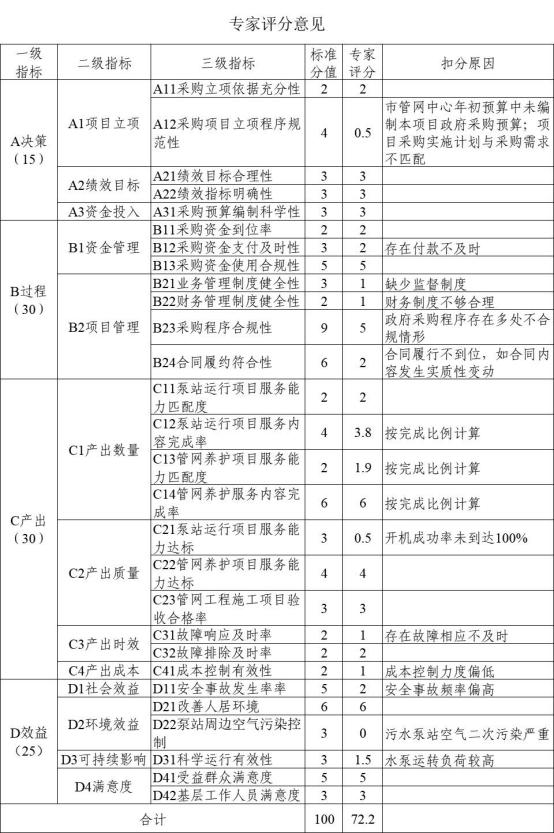 专家评分意见
一级指标 二级指标 三级指标 标准分值 专家评分 扣分原因
A决策（15） A1项目立项 A11采购立项依据充分性 2 2
A12采购项目立项程序规范性 4 0.5 市管网中心年初预算中未编制本项目政府采购预算；项目采购实施计划与采购需求不匹配
A2绩效目标 A21绩效目标合理性 3 3
A22绩效指标明确性 3 3
A3资金投入 A31采购预算编制科学性 3 3
B过程（30） B1资金管理 B11采购资金到位率 2 2
B12采购资金支付及时性 3 2 存在付款不及时
B13采购资金使用合规性 5 5
B2项目管理 B21业务管理制度健全性 3 1 缺少监督制度
B22财务管理制度健全性 2 1 财务制度不够合理
B23采购程序合规性 9 5 政府采购程序存在多处不合规情形
B24合同履约符合性 6 2 合同履行不到位，如合同内容发生实质性变动
C产出（30） C1产出数量 C11泵站运行项目服务能力匹配度 2 2
C12泵站运行项目服务内容完成率 4 3.8 按完成比例计算
C13管网养护项目服务能力匹配度 2 1.9 按完成比例计算
C14管网养护服务内容完成率 6 6 按完成比例计算
C2产出质量 C21泵站运行项目服务能力达标 3 0.5 开机成功率未到达100%
C22管网养护项目服务能力达标 4 4
C23管网工程施工项目验收合格率 3 3
C3产出时效 C31故障响应及时率 2 1 存在故障相应不及时
C32故障排除及时率 2 2
C4产出成本 C41成本控制有效性 2 1 成本控制力度偏低
D效益（25） D1社会效益 D11安全事故发生率率 5 2 安全事故频率偏高
D2环境效益 D21改善人居环境 6 6
D22泵站周边空气污染控制 3 0 污水泵站空气二次污染严重
D3可持续影响 D31科学运行有效性 3 1.5 水泵运转负荷较高
D4满意度 D41受益群众满意度 5 5
D42基层工作人员满意度 3 3
合计 100 72.2